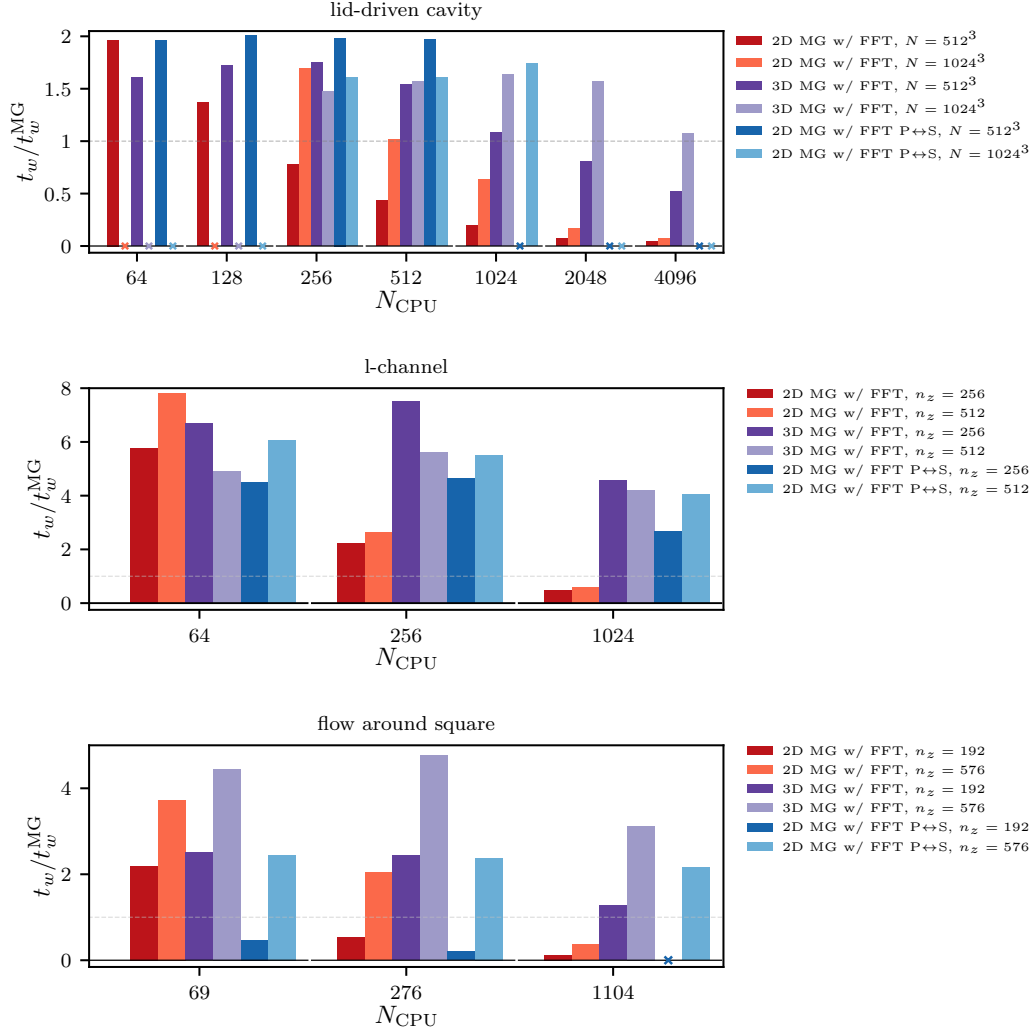 lid-driven cavity
2
1.5
1
0.5
0
t_w/t_w^MG
64 128 256 512 1024 2048 4096
N_CPU
2D MG w/ FFT, N = 512³
2D MG w/ FFT, N = 1024³
3D MG w/ FFT, N = 512³
3D MG w/ FFT, N = 1024³
2D MG w/ FFT P↔S, N = 512³
2D MG w/ FFT P↔S, N = 1024³
l-channel
8
6
4
2
0
t_w/t_w^MG
64 256 1024
N_CPU
2D MG w/ FFT, n_z = 256
2D MG w/ FFT, n_z = 512
3D MG w/ FFT, n_z = 256
3D MG w/ FFT, n_z = 512
2D MG w/ FFT P↔S, n_z = 256
2D MG w/ FFT P↔S, n_z = 512
flow around square
4
2
0
t_w/t_w^MG
69 276 1104
N_CPU
2D MG w/ FFT, n_z = 192
2D MG w/ FFT, n_z = 576
3D MG w/ FFT, n_z = 192
3D MG w/ FFT, n_z = 576
2D MG w/ FFT P↔S, n_z = 192
2D MG w/ FFT P↔S, n_z = 576